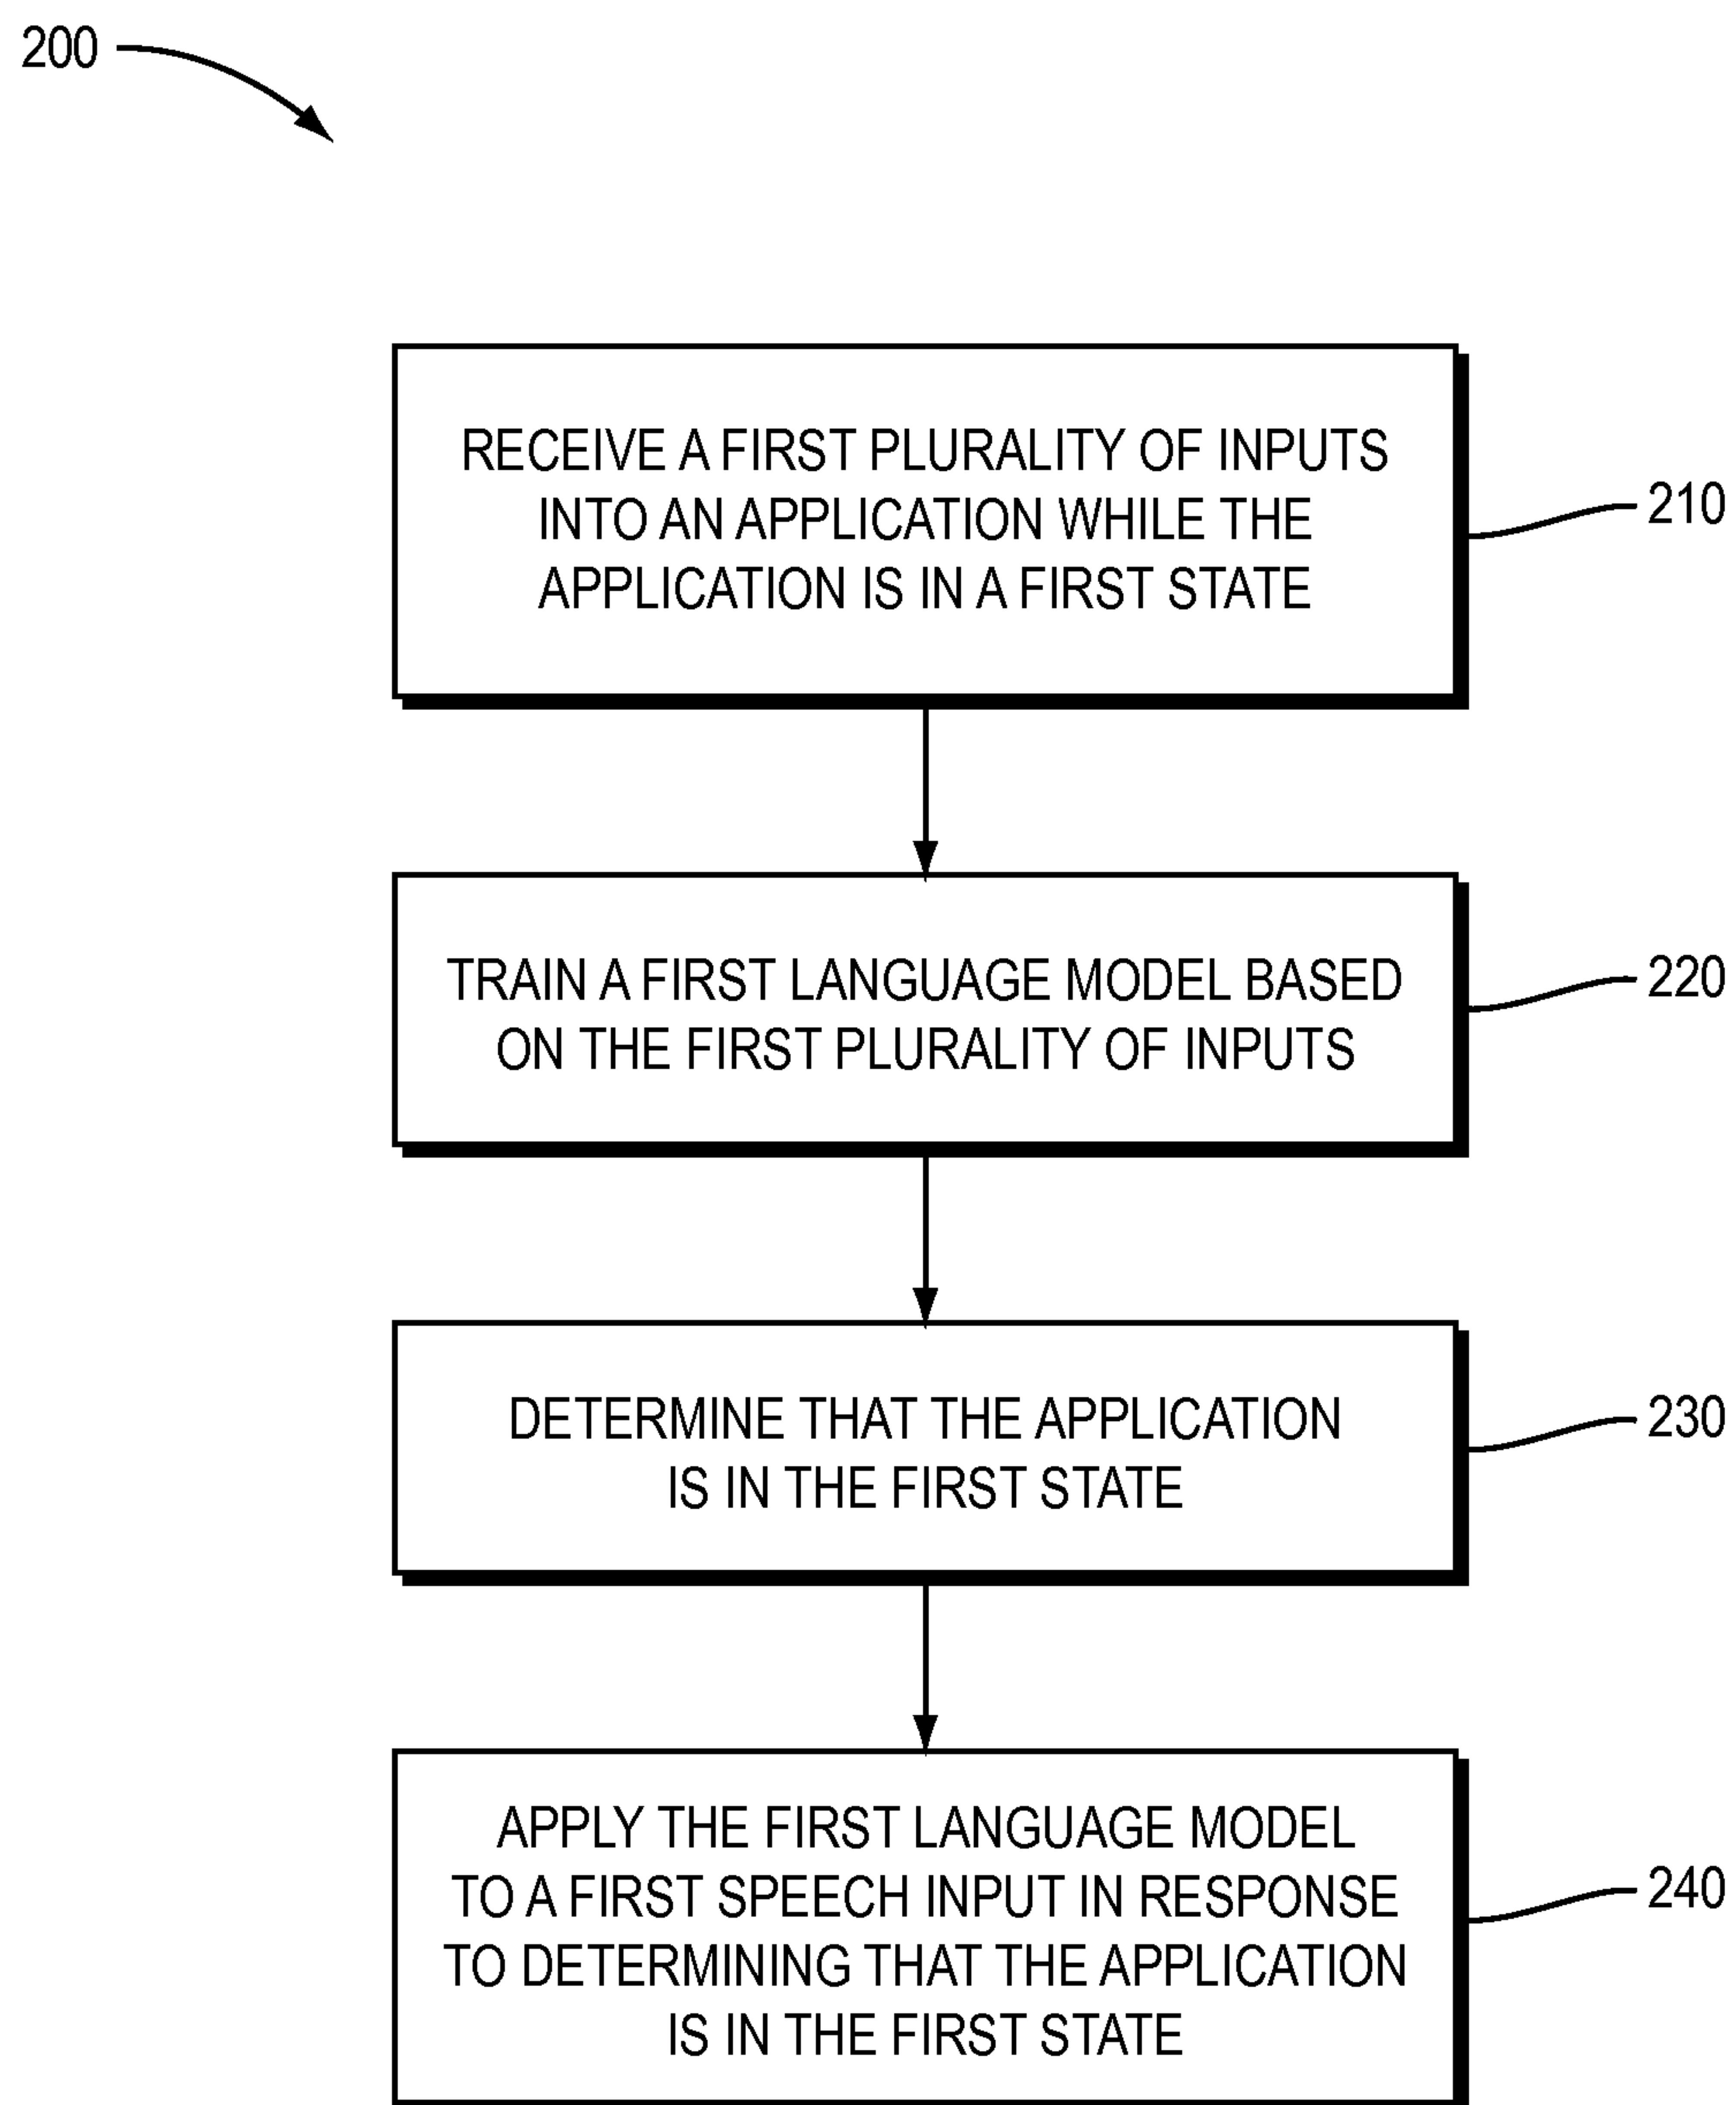 200
RECEIVE A FIRST PLURALITY OF INPUTS
INTO AN APPLICATION WHILE THE
APPLICATION IS IN A FIRST STATE
210
TRAIN A FIRST LANGUAGE MODEL BASED
ON THE FIRST PLURALITY OF INPUTS
220
DETERMINE THAT THE APPLICATION
IS IN THE FIRST STATE
230
APPLY THE FIRST LANGUAGE MODEL
TO A FIRST SPEECH INPUT IN RESPONSE
TO DETERMINING THAT THE APPLICATION
IS IN THE FIRST STATE
240